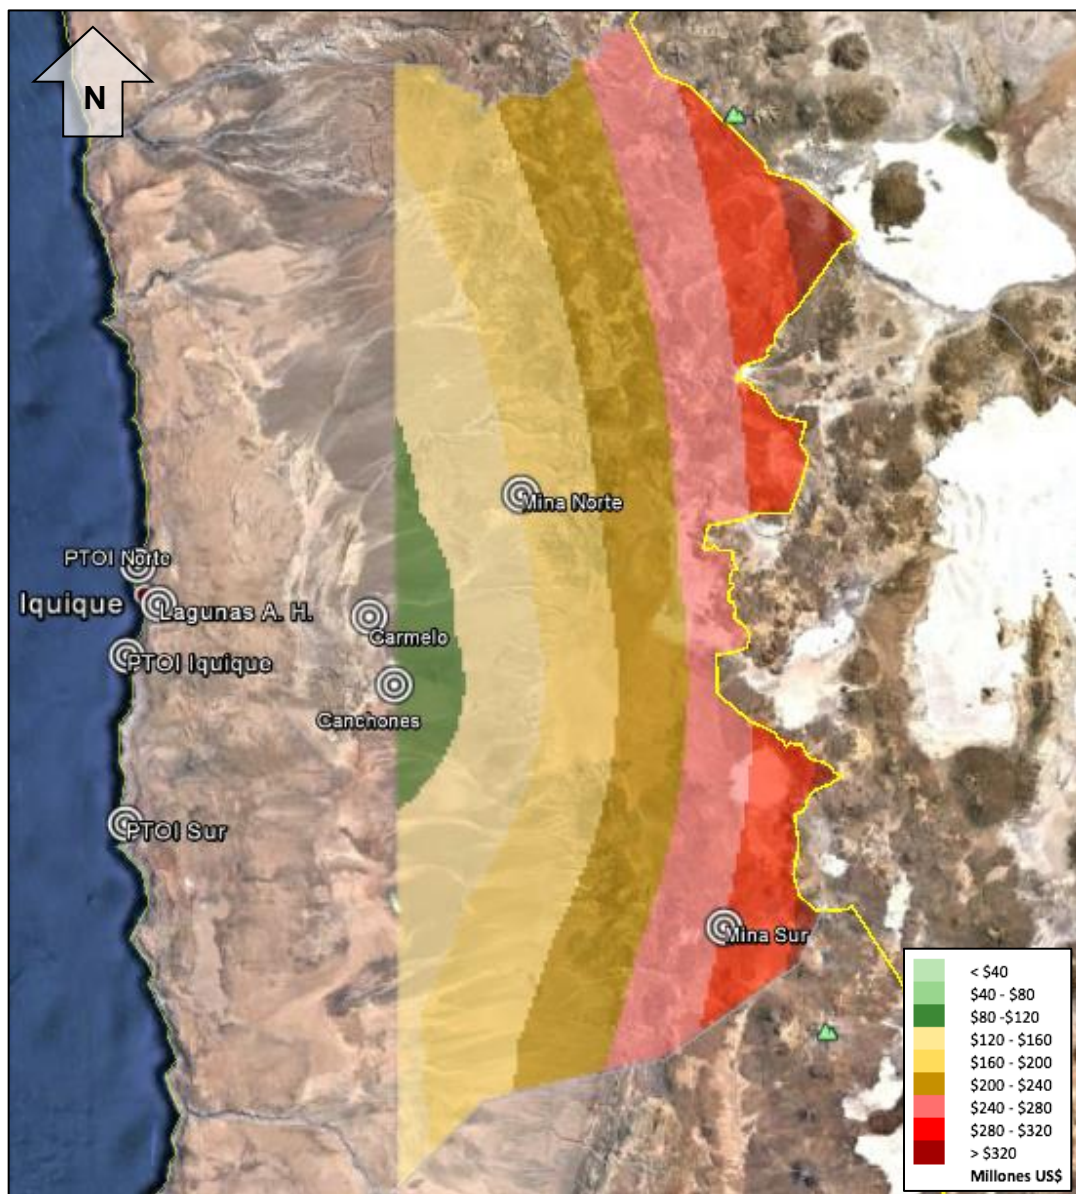 N
Mina Norte
PTOI Norte
Iquique
Lagunas A. H.
Carmelo
PTOI Iquique
Canchones
PTOI Sur
Mina Sur
< $40
$40 - $80
$80 -$120
$120 - $160
$160 - $200
$200 - $240
$240 - $280
$280 - $320
> $320
Millones US$